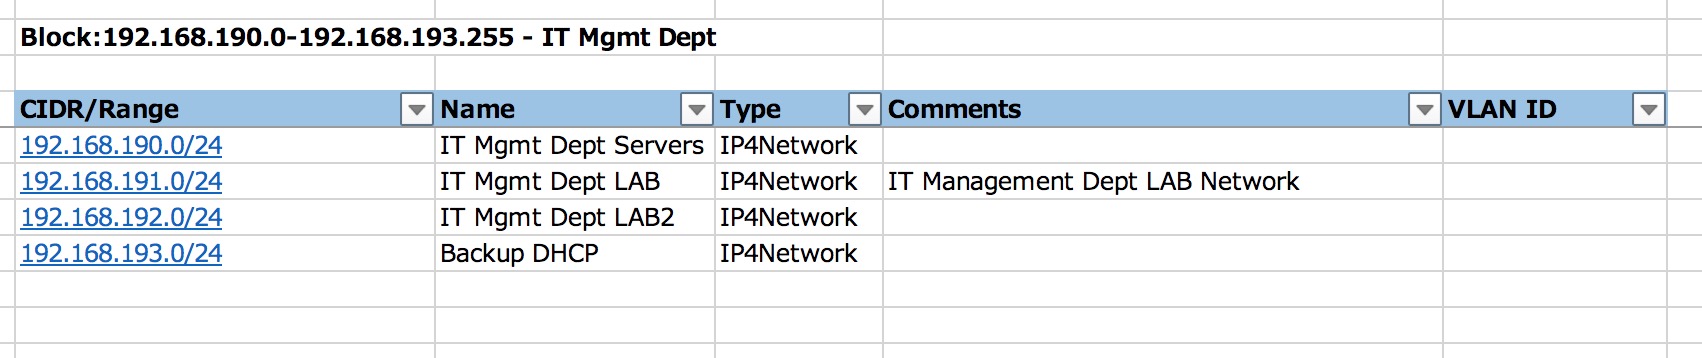 Block:192.168.190.0-192.168.193.255 - IT Mgmt Dept
CIDR/Range Name Type Comments VLAN ID
192.168.190.0/24 IT Mgmt Dept Servers IP4Network
192.168.191.0/24 IT Mgmt Dept LAB IP4Network IT Management Dept LAB Network
192.168.192.0/24 IT Mgmt Dept LAB2 IP4Network
192.168.193.0/24 Backup DHCP IP4Network